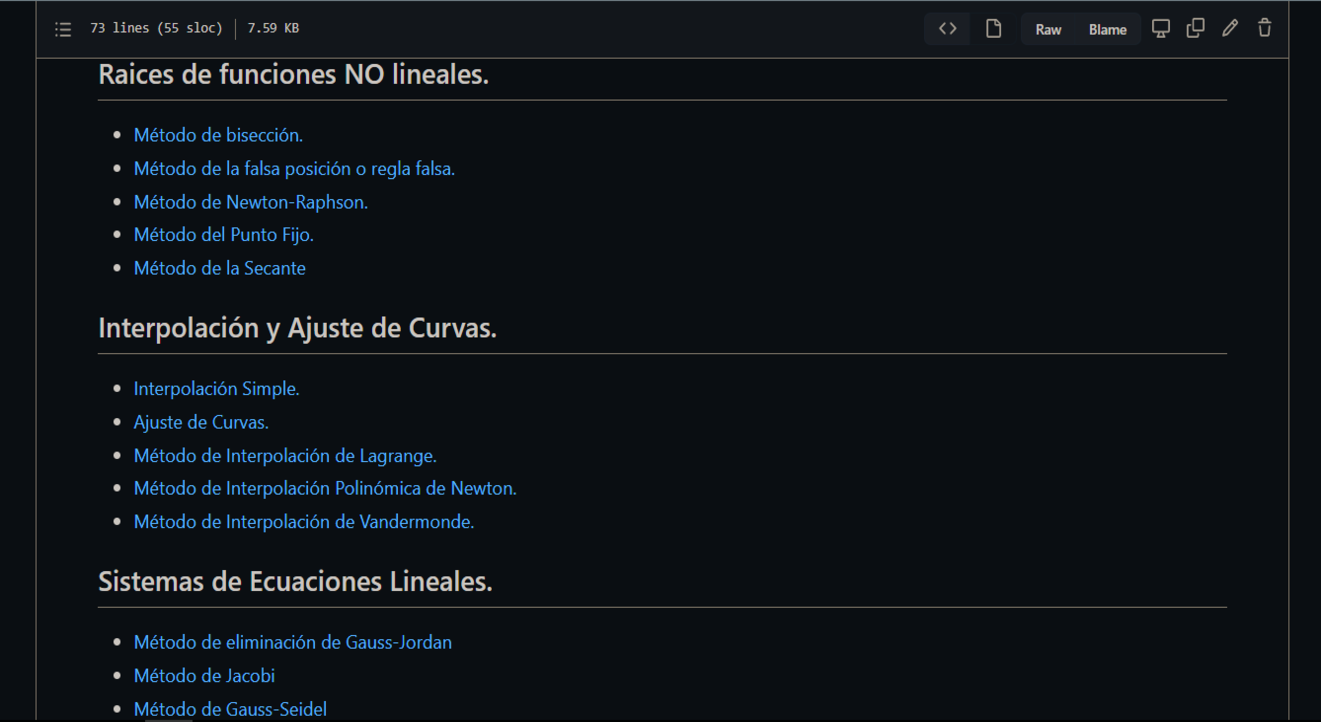 73 lines (55 sloc) 7.59 KB Raw Blame
Raices de funciones NO lineales.
Método de bisección.
Método de la falsa posición o regla falsa.
Método de Newton-Raphson.
Método del Punto Fijo.
Método de la Secante
Interpolación y Ajuste de Curvas.
Interpolación Simple.
Ajuste de Curvas.
Método de Interpolación de Lagrange.
Método de Interpolación Polinómica de Newton.
Método de Interpolación de Vandermonde.
Sistemas de Ecuaciones Lineales.
Método de eliminación de Gauss-Jordan
Método de Jacobi
Método de Gauss-Seidel